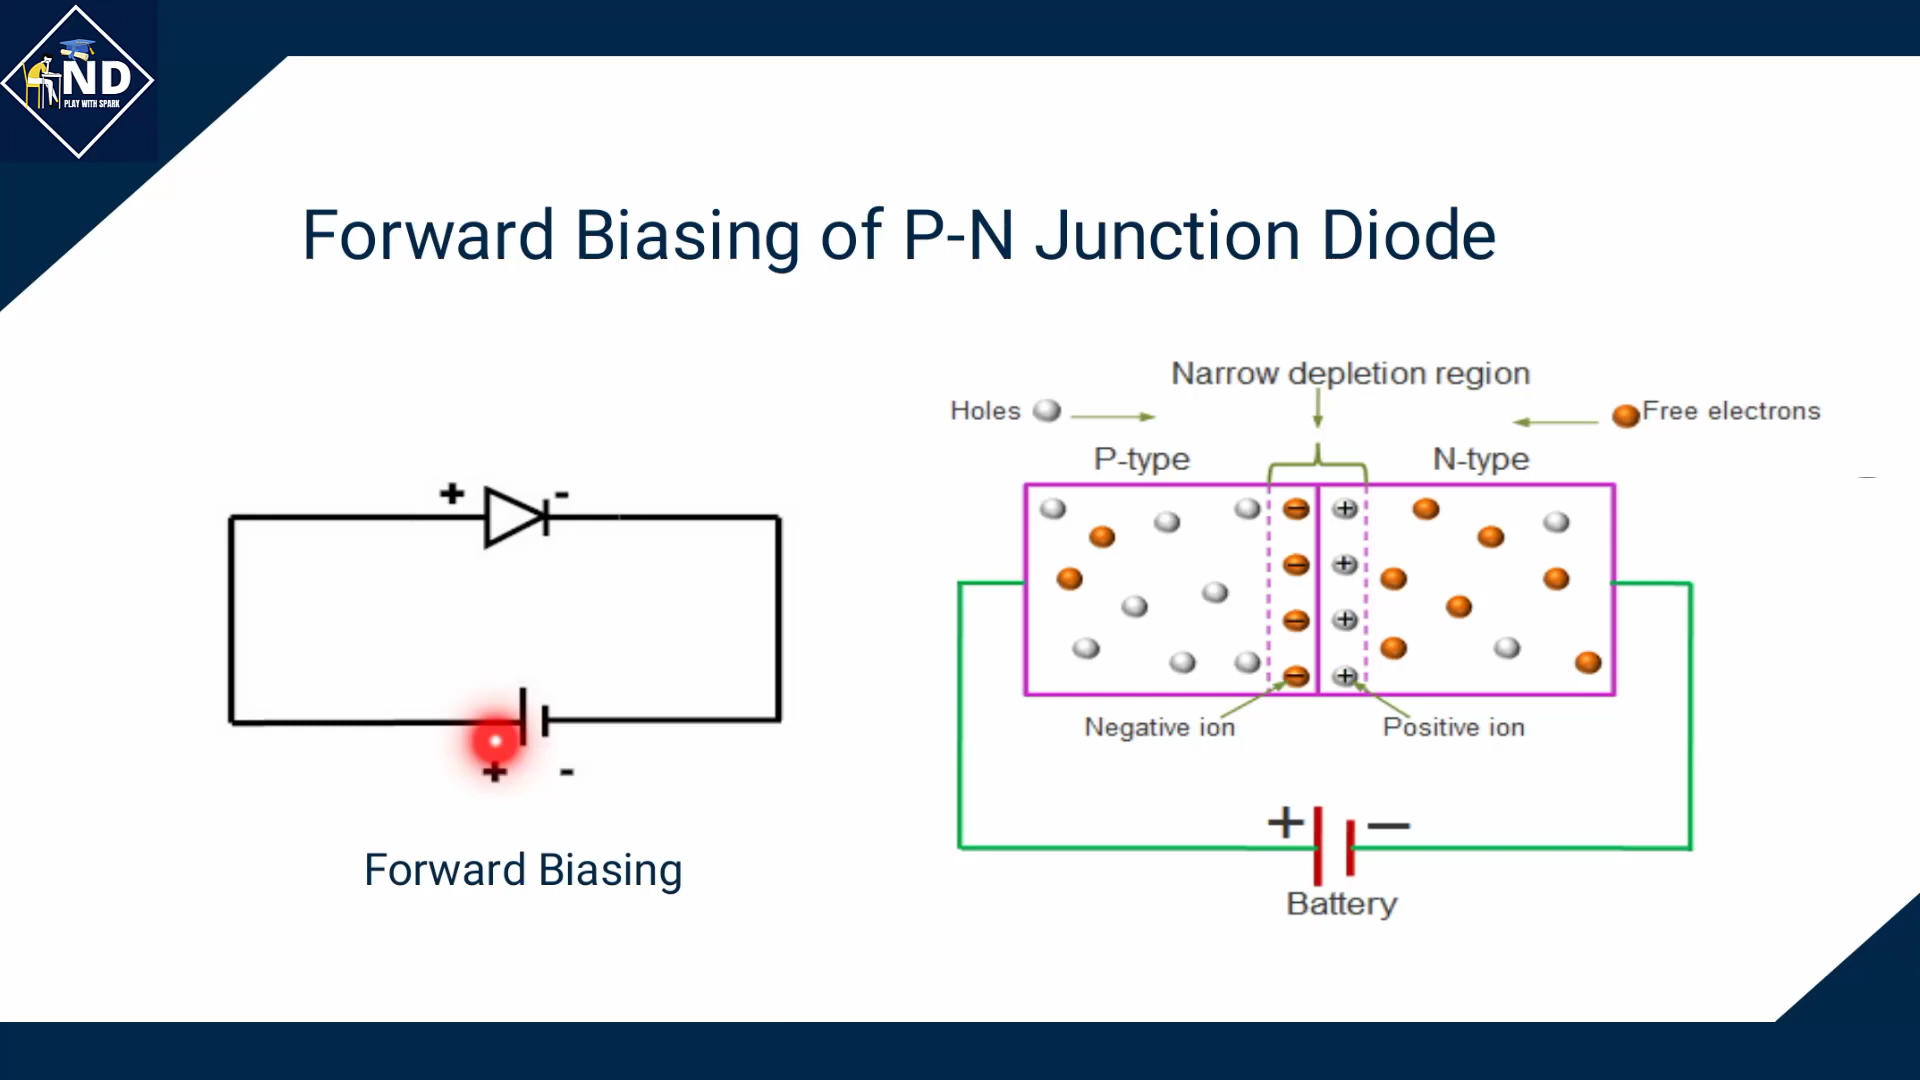 ND
PLAY WITH SPARK
Forward Biasing of P-N Junction Diode
+ -
+ -
Forward Biasing
Narrow depletion region
Holes
Free electrons
P-type
N-type
− +
− +
− +
− +
Negative ion
Positive ion
+ −
Battery